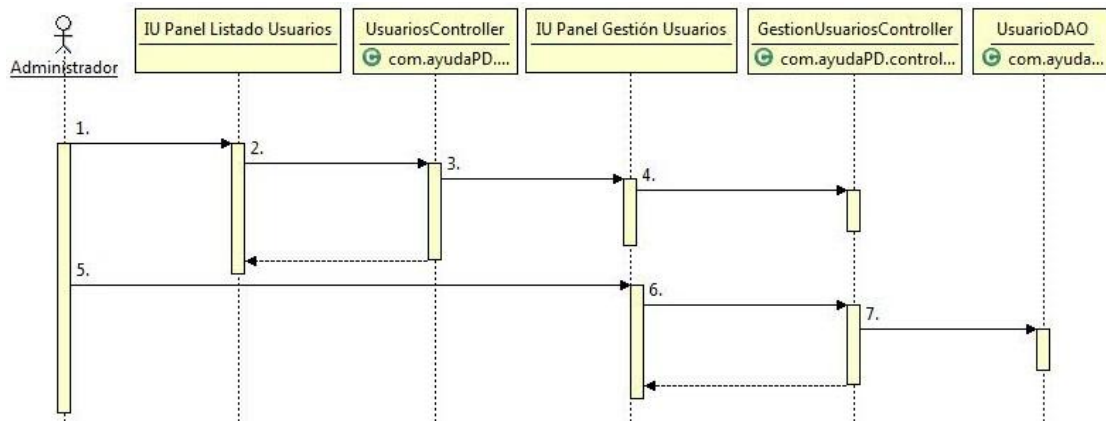 Administrador
IU Panel Listado Usuarios
UsuariosController
C com.ayudaPD....
IU Panel Gestión Usuarios
GestionUsuariosController
C com.ayudaPD.control...
UsuarioDAO
C com.ayuda...
1.
2.
3.
4.
5.
6.
7.